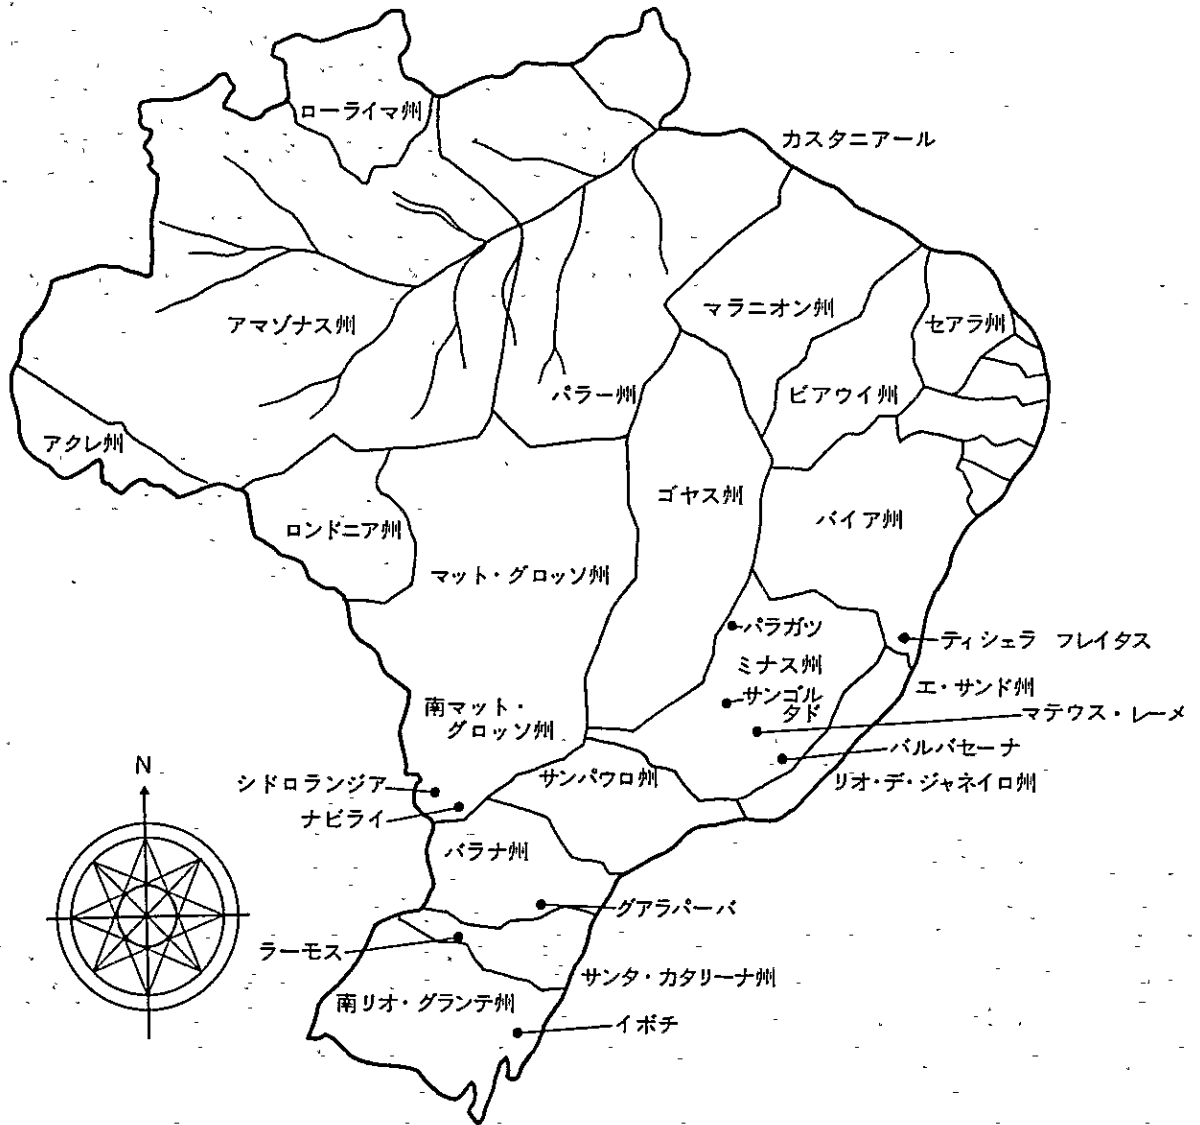 ローライマ州
カスタニアール
アマゾナス州
マラニオン州
セアラ州
パラー州
ピアウイ州
アクレ州
ゴヤス州
バイア州
ロンドニア州
マット・グロッソ州
パラガツ
ティシェラ フレイタス
ミナス州
エ・サンド州
サンゴル
タド
マテウス・レーメ
南マット・
グロッソ州
バルバセーナ
N
シドロランジア
サンパウロ州
リオ・デ・ジャネイロ州
ナビライ
パラナ州
グアラパーバ
ラーモス
サンタ・カタリーナ州
南リオ・グランテ州
イボチ